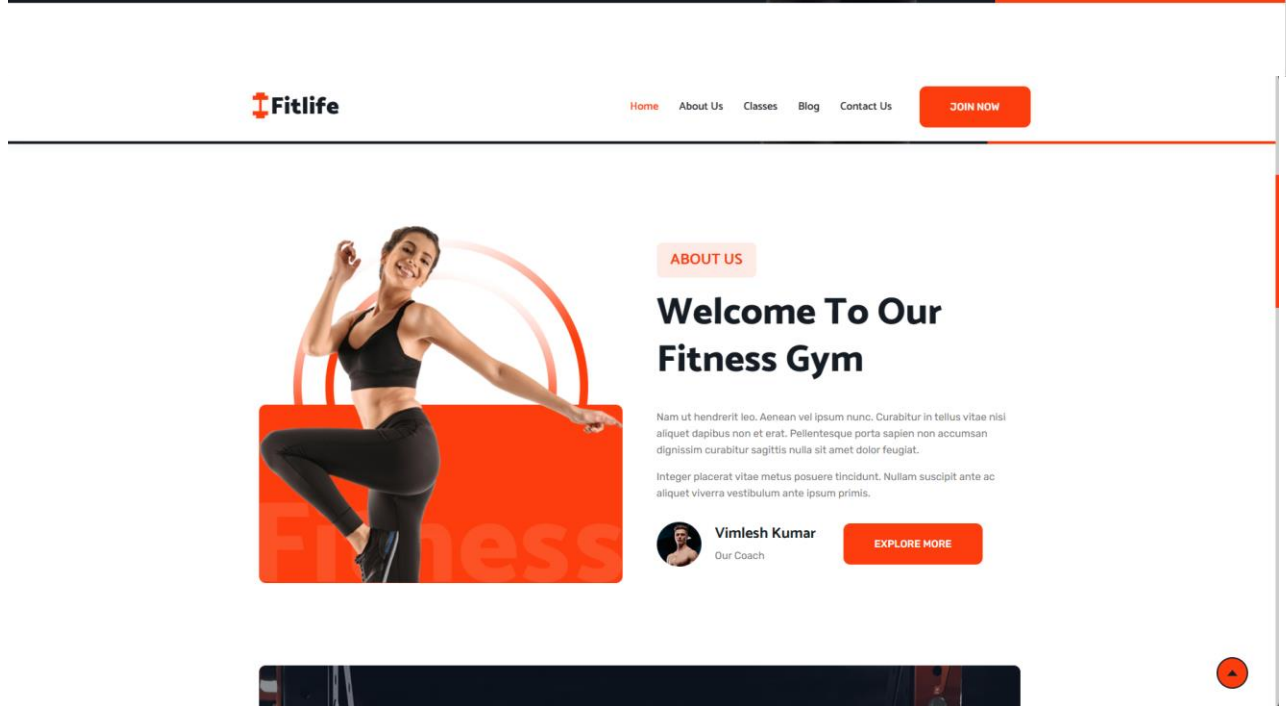 Fitlife
Home About Us Classes Blog Contact Us JOIN NOW
ABOUT US
Welcome To Our
Fitness Gym
Nam ut hendrerit leo. Aenean vel ipsum nunc. Curabitur in tellus vitae nisi
aliquet dapibus non et erat. Pellentesque porta sapien non accumsan
dignissim curabitur sagittis nulla sit amet dolor feugiat.
Integer placerat vitae metus posuere tincidunt. Nullam suscipit ante ac
aliquet viverra vestibulum ante ipsum primis.
Vimlesh Kumar
Our Coach
EXPLORE MORE
Fitness